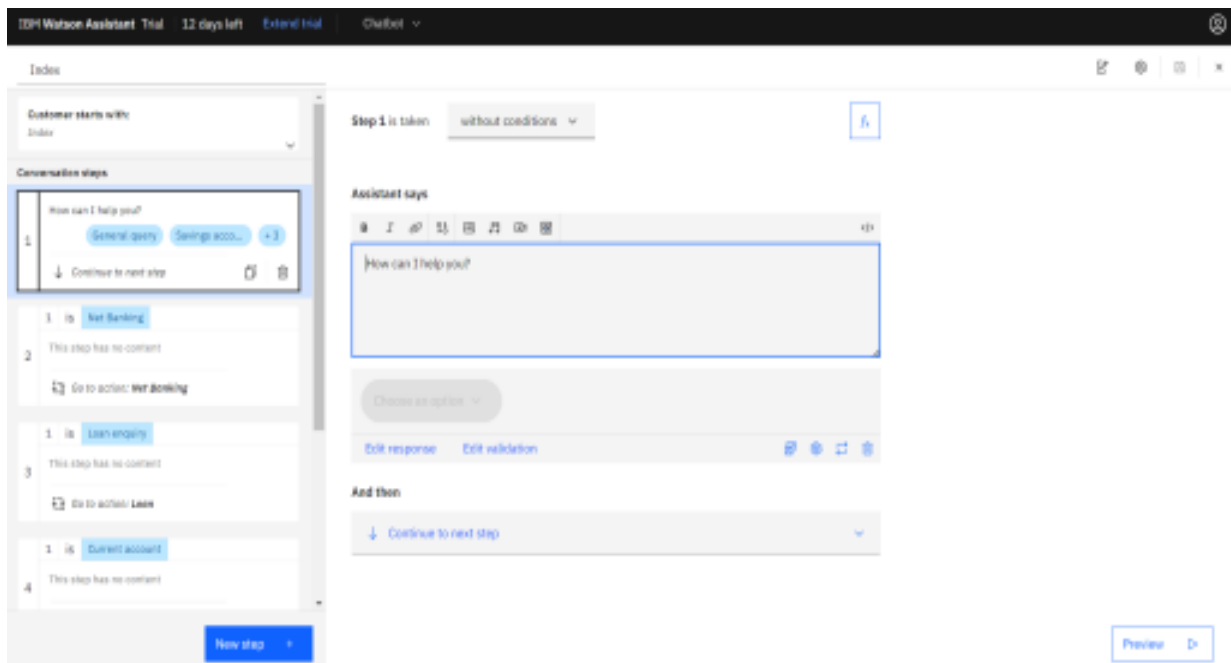 IBM Watson Assistant Trial 12 days left Extend trial Chatbot
Index
Customer starts with:
Index
Conversation steps
1
How can I help you?
General query Savings acco... + 3
Continue to next step
2
1 is Net Banking
This step has no content
Go to action: Net Banking
3
1 is Loan enquiry
This step has no content
Go to action: Loan
4
1 is Current account
This step has no content
New step +
Step 1 is taken without conditions
fx
Assistant says
B I
How can I help you?
Choose an option
Edit response Edit validation
And then
Continue to next step
Preview